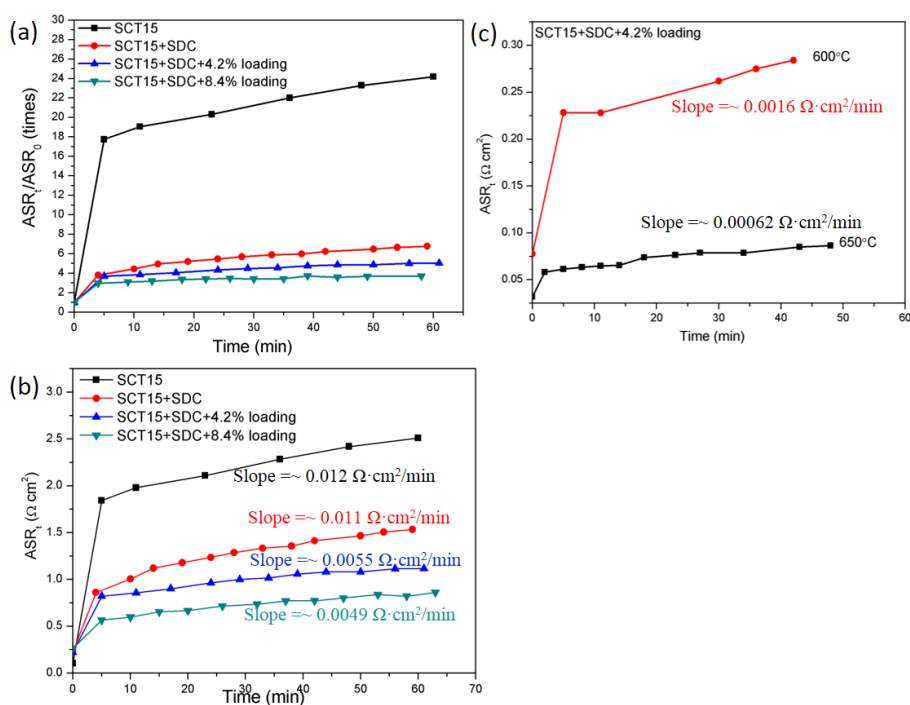 (a)
SCT15
SCT15+SDC
SCT15+SDC+4.2% loading
SCT15+SDC+8.4% loading
ASRt/ASR0 (times)
30
28
26
24
22
20
18
16
14
12
10
8
6
4
2
0
0 10 20 30 40 50 60
Time (min)
(c)
SCT15+SDC+4.2% loading
600°C
Slope =~ 0.0016 Ω·cm²/min
Slope =~ 0.00062 Ω·cm²/min
650°C
ASRt (Ω cm²)
0.30
0.25
0.20
0.15
0.10
0.05
0 10 20 30 40 50 60
Time (min)
(b)
SCT15
SCT15+SDC
SCT15+SDC+4.2% loading
SCT15+SDC+8.4% loading
Slope =~ 0.012 Ω·cm²/min
Slope =~ 0.011 Ω·cm²/min
Slope =~ 0.0055 Ω·cm²/min
Slope =~ 0.0049 Ω·cm²/min
ASRt (Ω cm²)
3.0
2.5
2.0
1.5
1.0
0.5
0.0
0 10 20 30 40 50 60 70
Time (min)